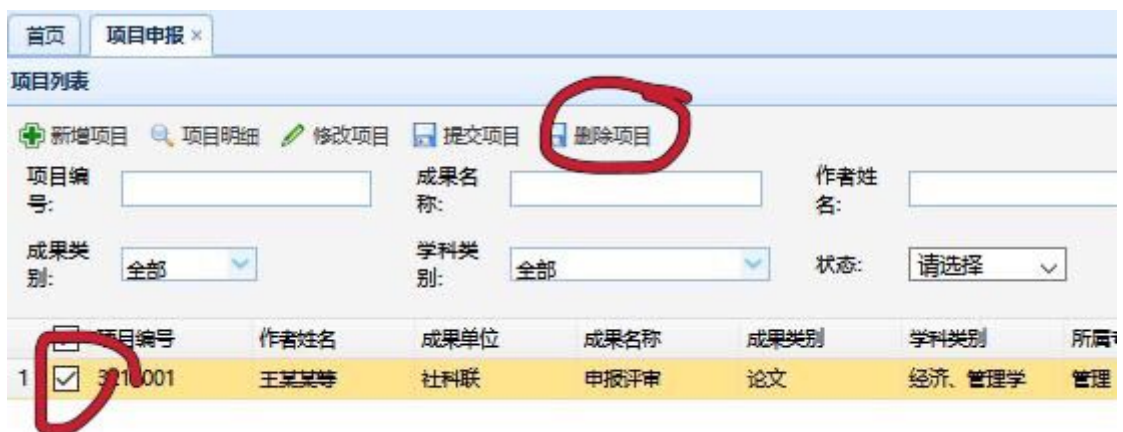 首页 项目申报 ×
项目列表
新增项目 项目明细 修改项目 提交项目 删除项目
项目编号: 成果名称: 作者姓名:
成果类别: 全部 学科类别: 全部 状态: 请选择
项目编号 作者姓名 成果单位 成果名称 成果类别 学科类别 所属
1 王某某等 社科联 申报评审 论文 经济、管理学 管理